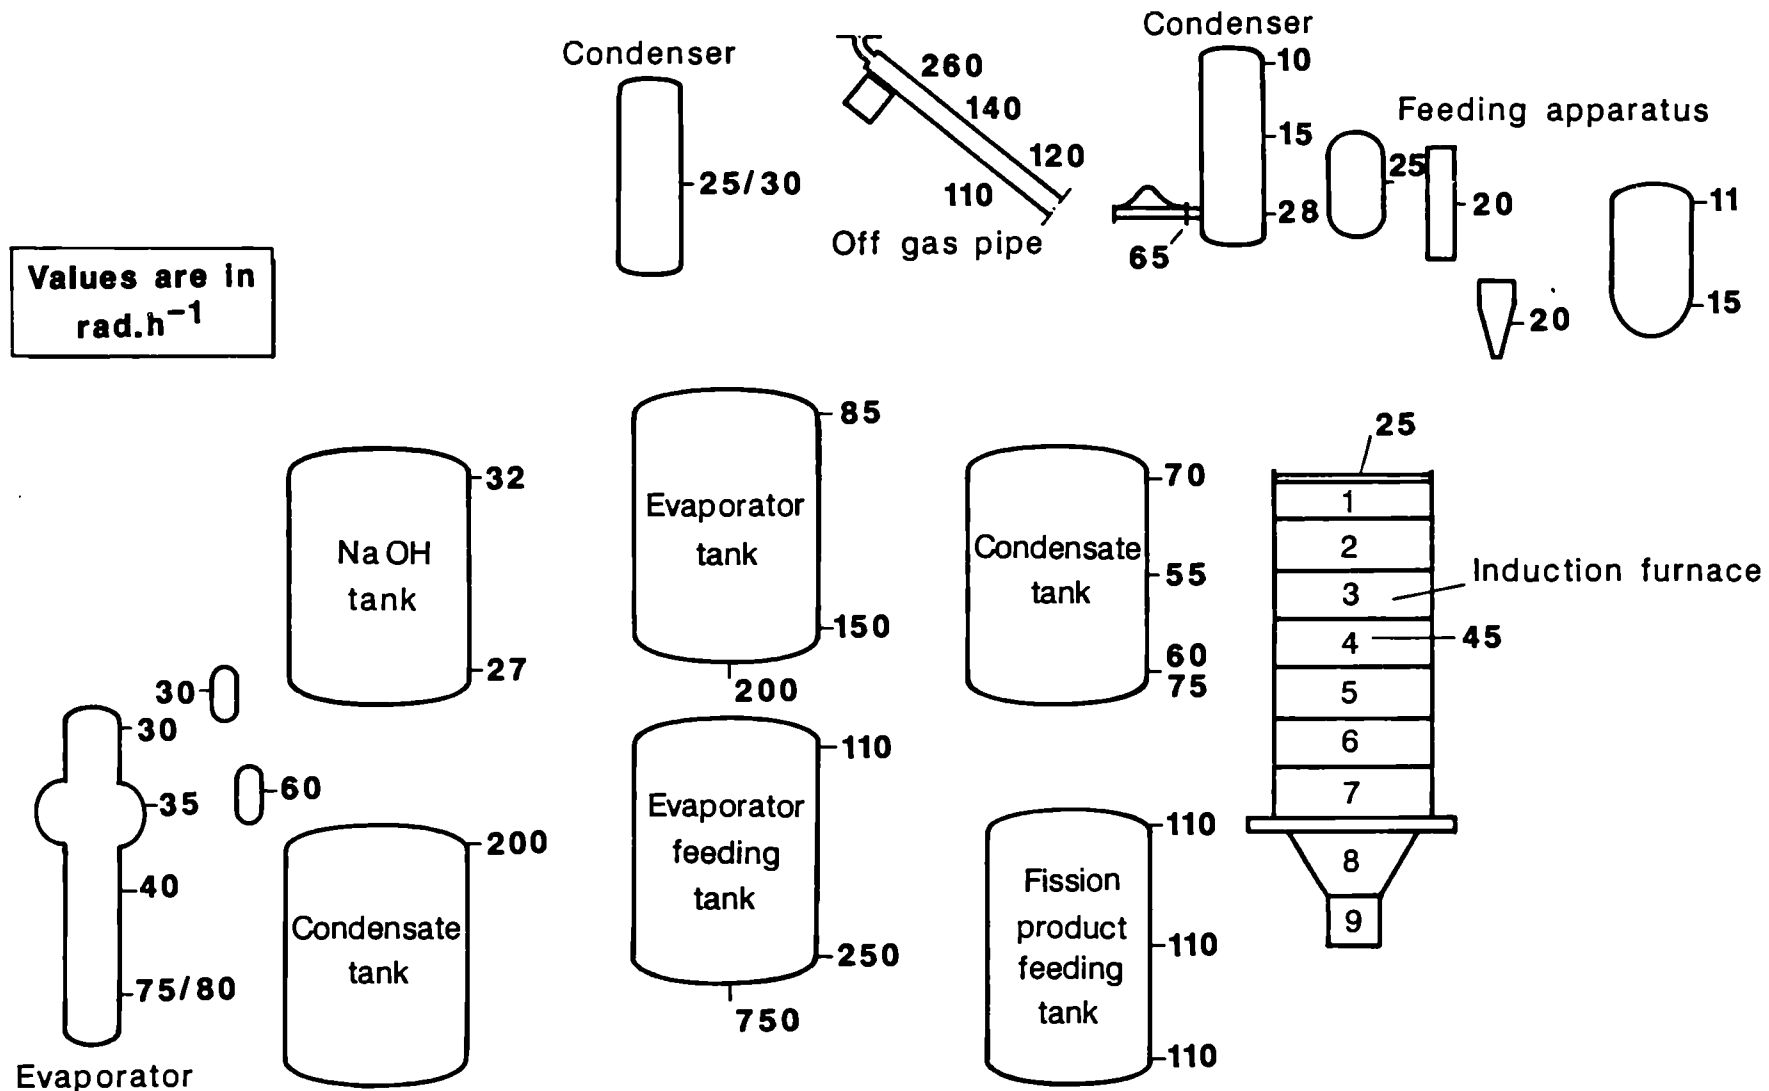 Condenser
25/30
260
140
120
110
Off gas pipe
Condenser
10
15
28
65
Feeding apparatus
25
20
20
11
15
Values are in
rad.h⁻¹
NaOH
tank
32
27
Evaporator
tank
85
150
200
Condensate
tank
70
55
60
75
25
1
2
3
4
5
6
7
8
9
Induction furnace
45
30
60
30
35
40
75/80
Evaporator
Condensate
tank
200
Evaporator
feeding
tank
110
250
750
Fission
product
feeding
tank
110
110
110